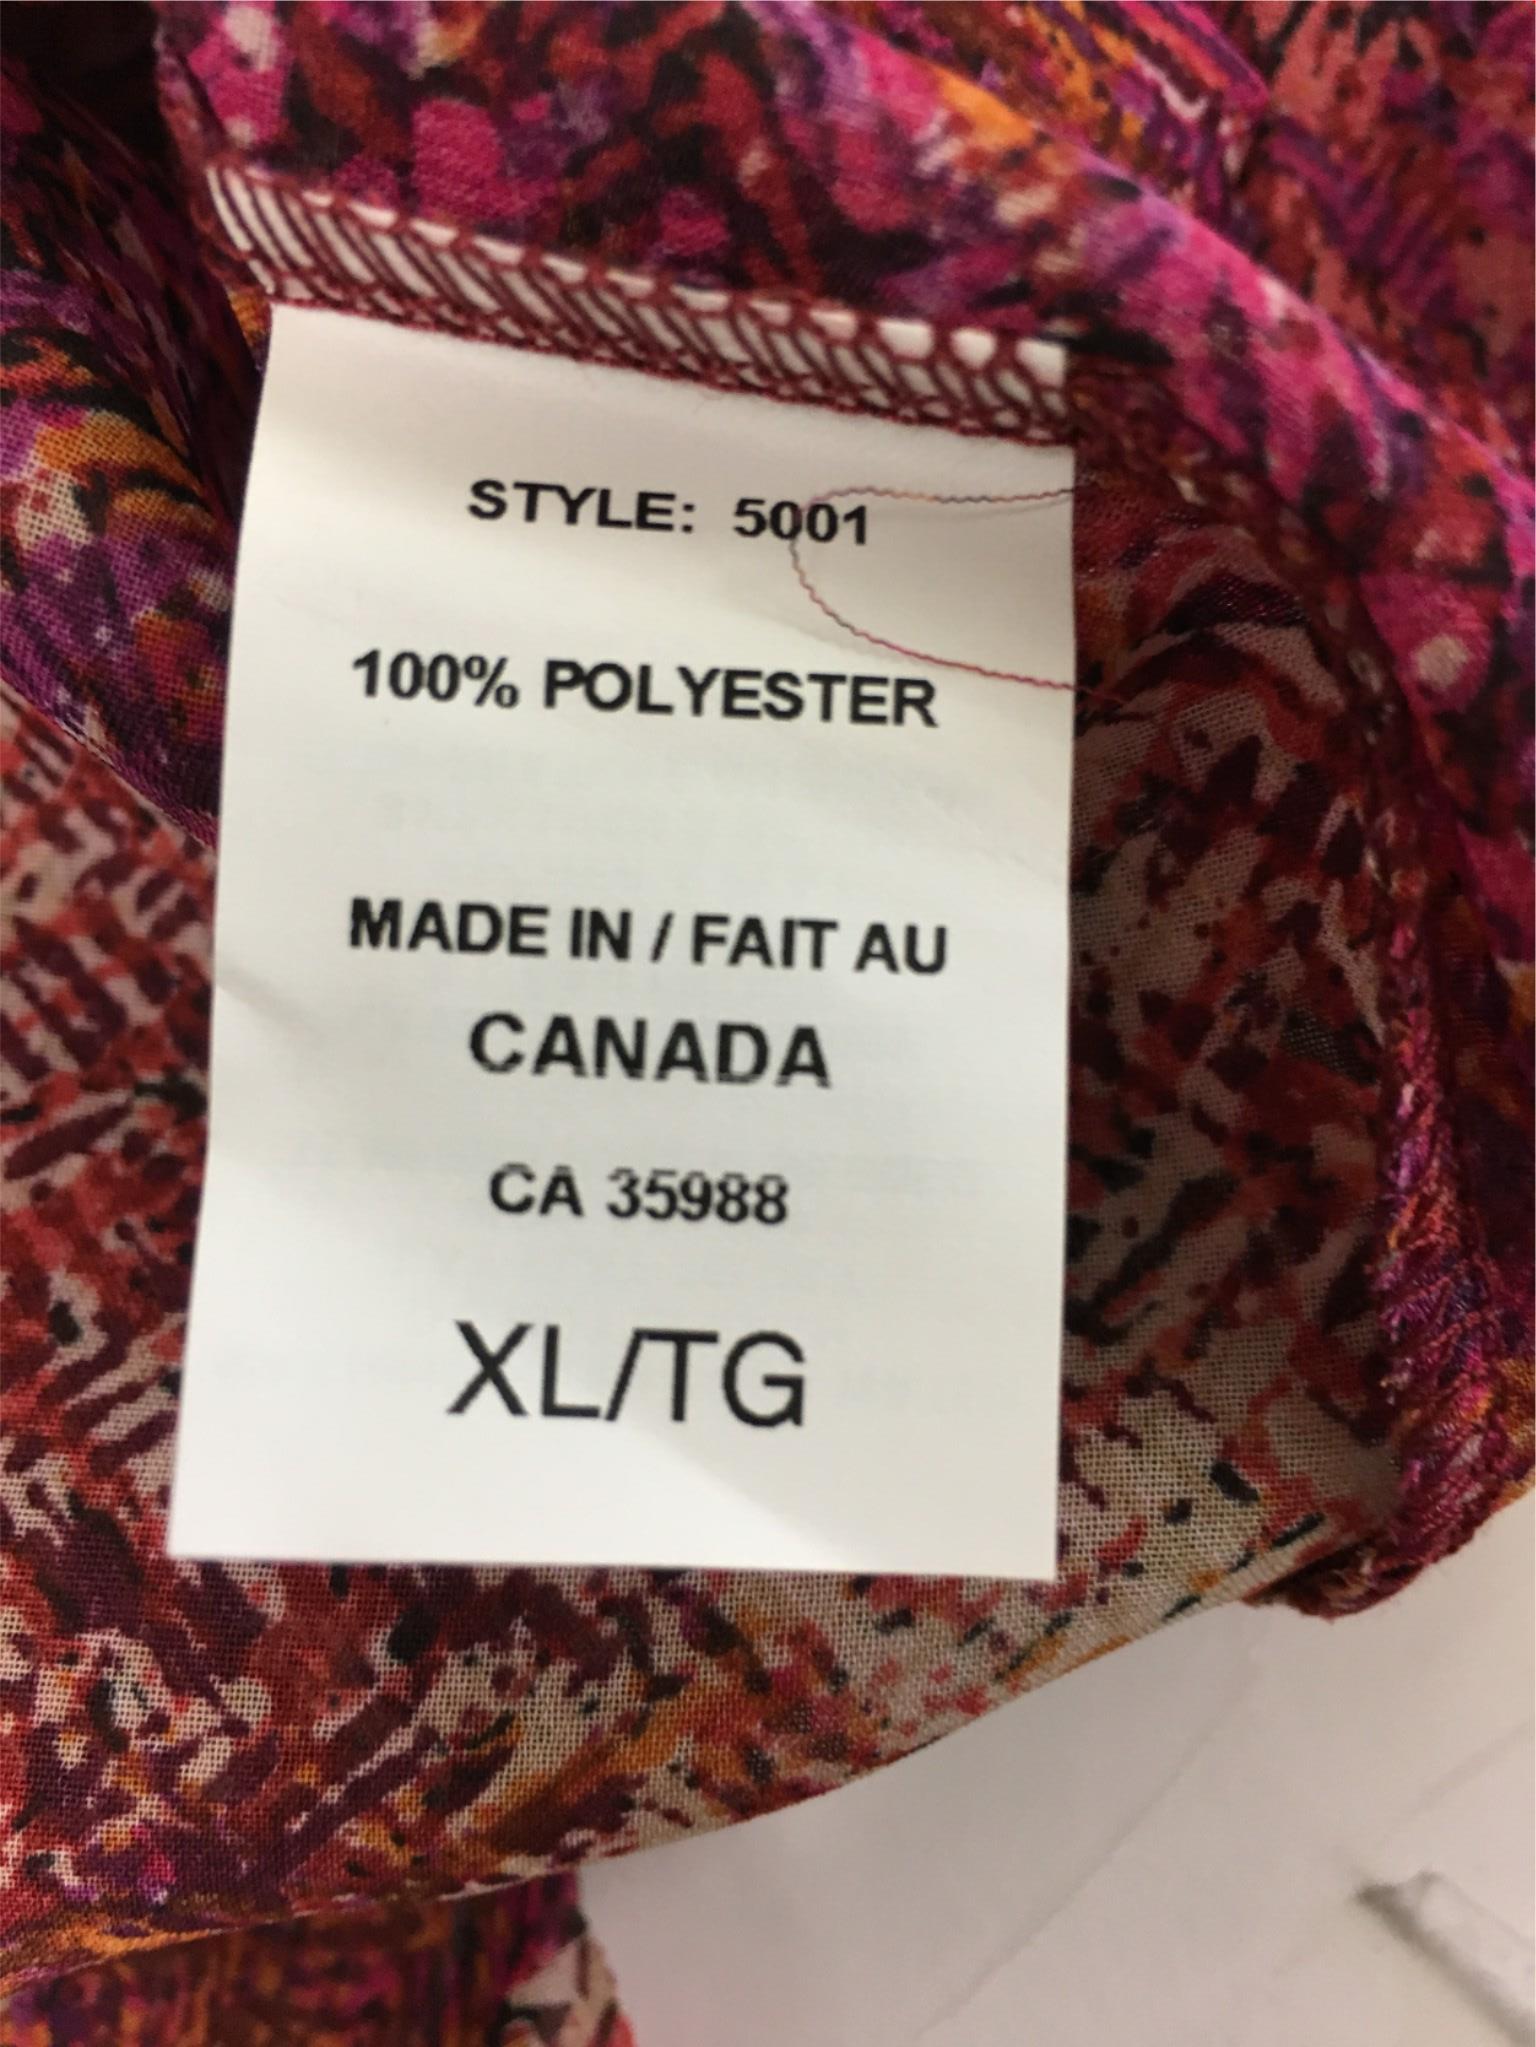 STYLE: 5001
100% POLYESTER
MADE IN / FAIT AU
CANADA
CA 35988
XL/TG